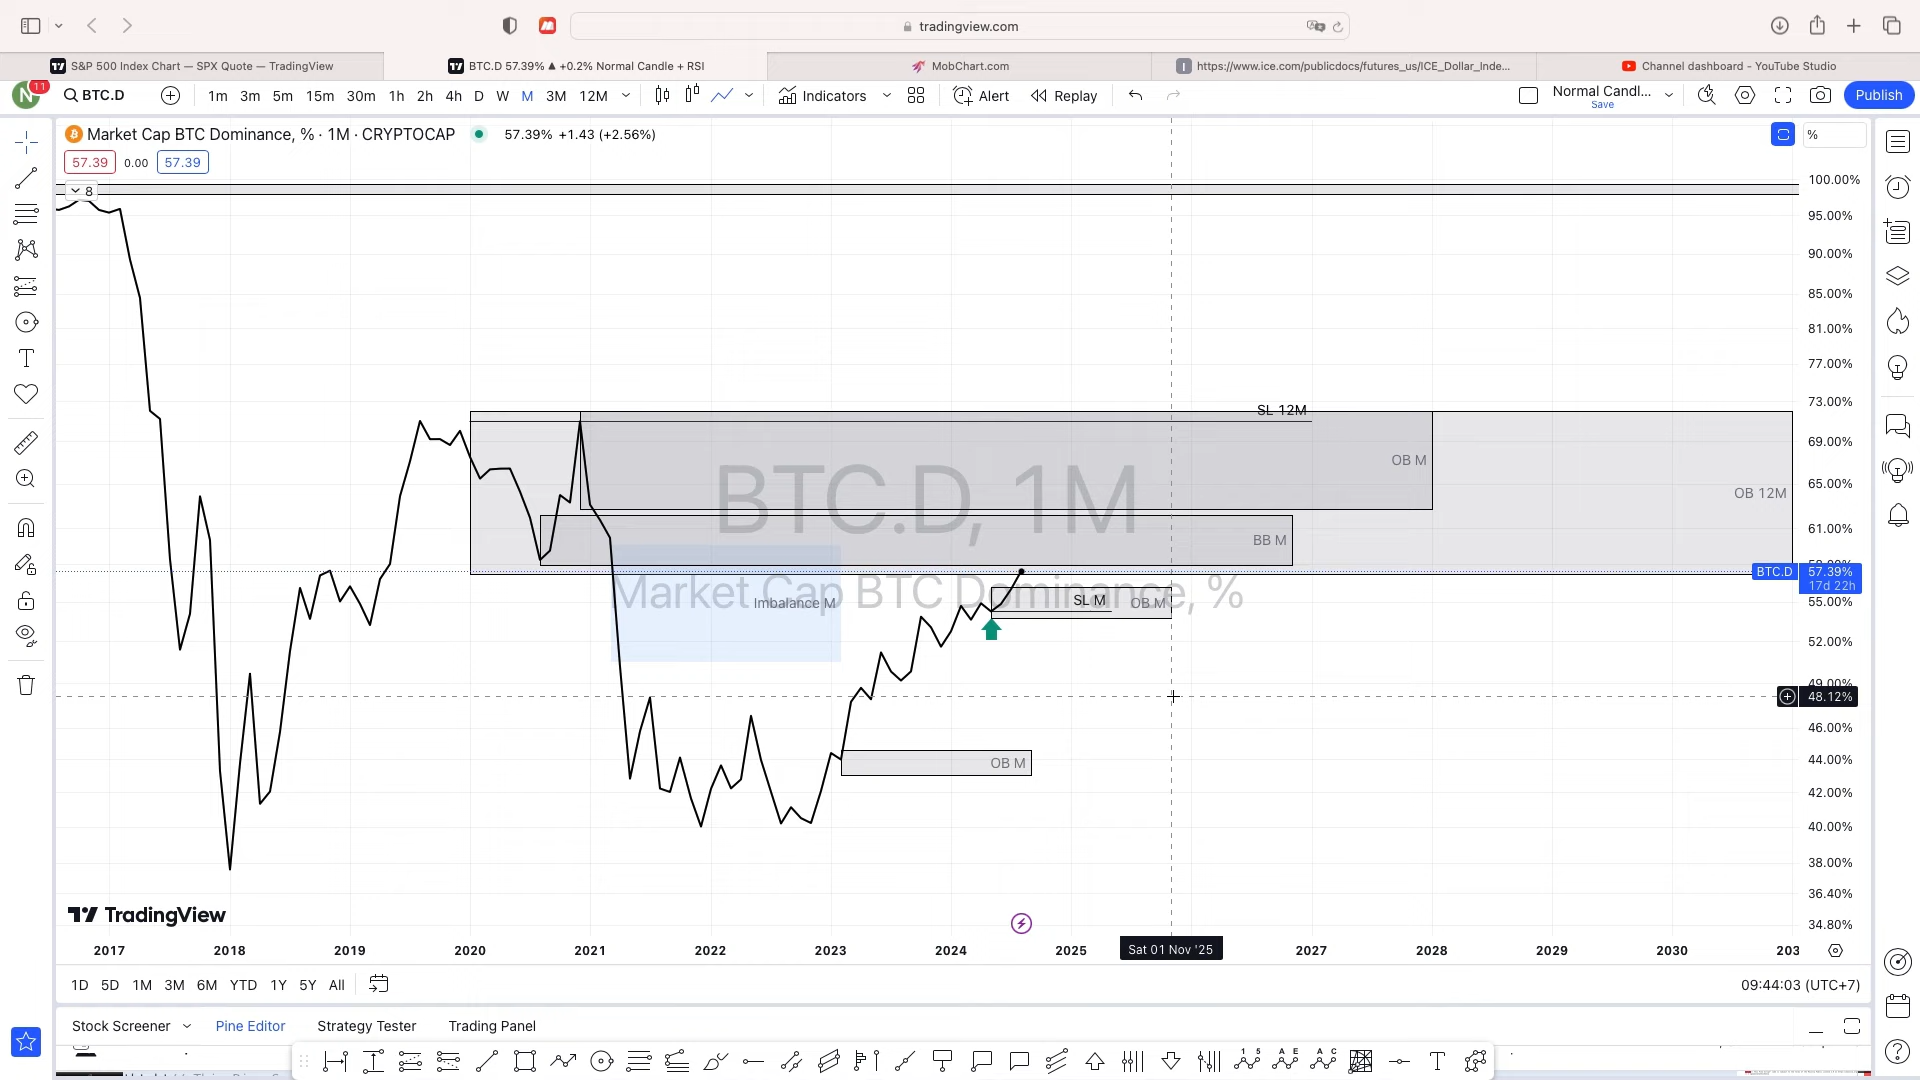 tradingview.com
S&P 500 Index Chart — SPX Quote — TradingView
BTC.D 57.39% ▲ +0.2% Normal Candle + RSI
MobChart.com
https://www.ice.com/publicdocs/futures_us/ICE_Dollar_Inde...
Channel dashboard - YouTube Studio
N
11
BTC.D
1m 3m 5m 15m 30m 1h 2h 4h D W M 3M 12M
Indicators
Alert
Replay
Normal Candl...
Save
Publish
Market Cap BTC Dominance, % · 1M · CRYPTOCAP
57.39% +1.43 (+2.56%)
%
57.39 0.00 57.39
8
100.00%
95.00%
90.00%
85.00%
81.00%
77.00%
73.00%
SL 12M
69.00%
OB M
65.00%
OB 12M
BTC.D, 1M
61.00%
BB M
BTC.D 57.39%
17d 22h
Market Cap BTC Dominance, %
Imbalance M
SL M
OB M
55.00%
52.00%
49.00%
48.12%
46.00%
44.00%
OB M
42.00%
40.00%
38.00%
36.40%
34.80%
TradingView
2017 2018 2019 2020 2021 2022 2023 2024 2025 Sat 01 Nov '25 2027 2028 2029 2030 203
1D 5D 1M 3M 6M YTD 1Y 5Y All
09:44:03 (UTC+7)
Stock Screener Pine Editor Strategy Tester Trading Panel